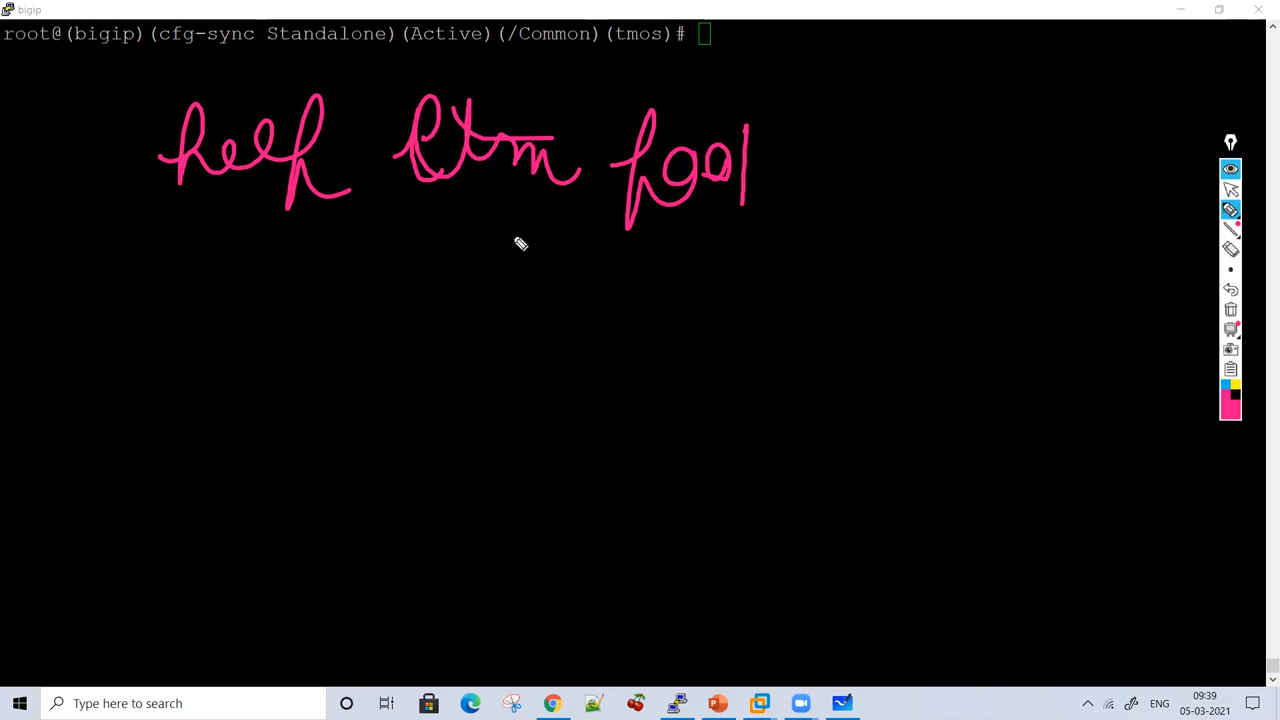 bigip
root@(bigip)(cfg-sync Standalone)(Active)(/Common)(tmos)#
help ltm pool
Type here to search
ENG
09:39
05-03-2021